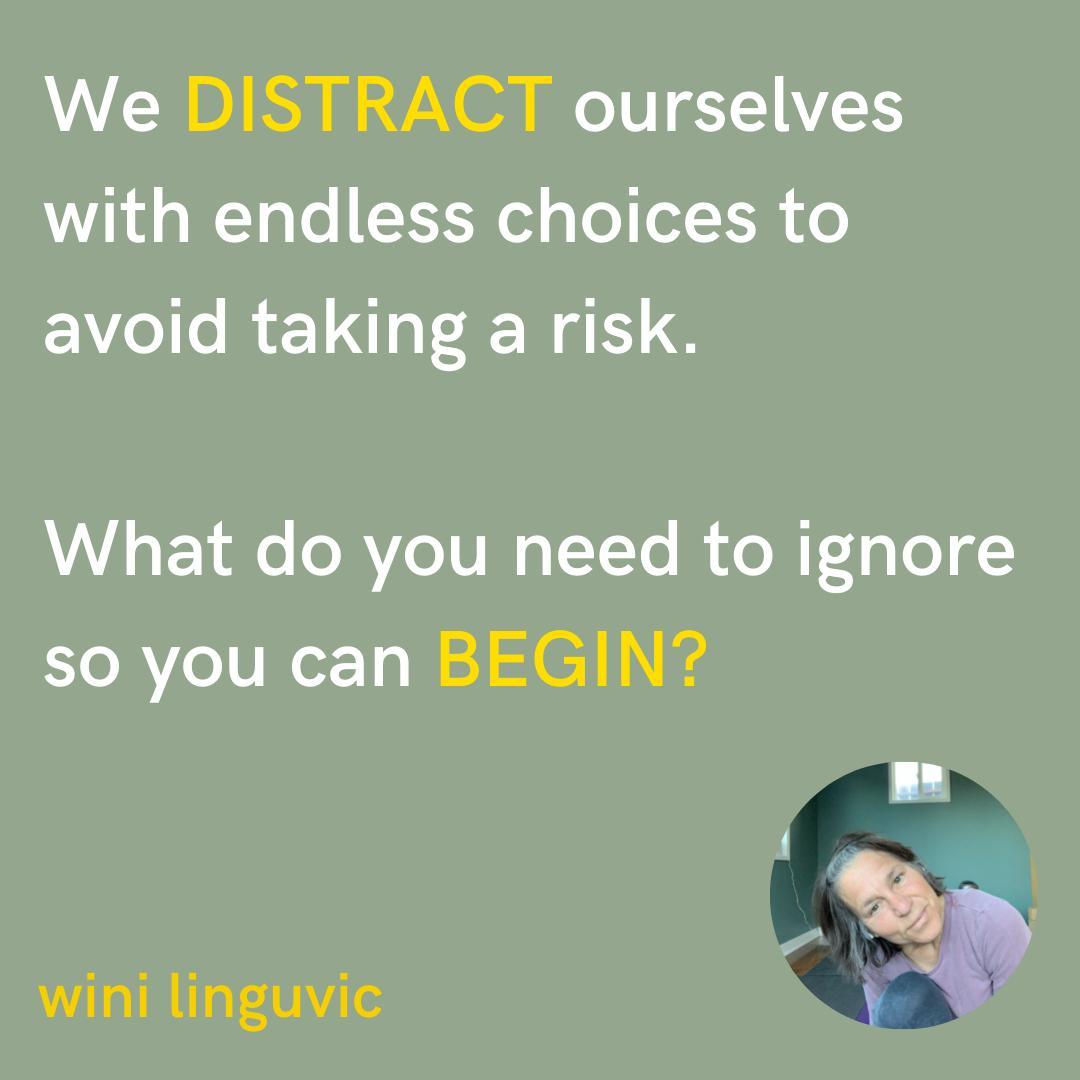 We DISTRACT ourselves
with endless choices to
avoid taking a risk.
What do you need to ignore
so you can BEGIN?
wini linguvic